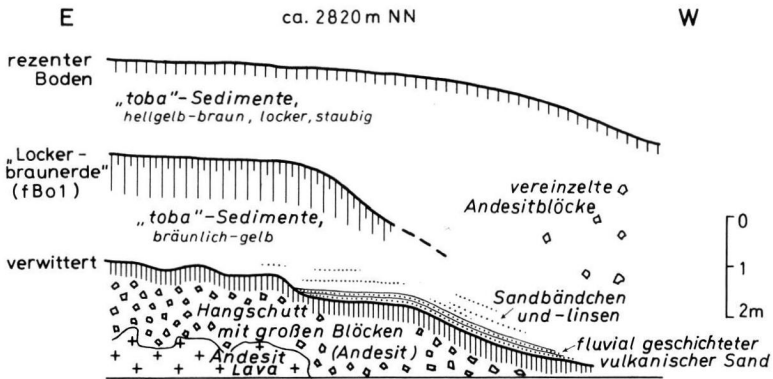 E ca. 2820 m NN W
rezenter
Boden
„toba"-Sedimente,
hellgelb-braun, locker, staubig
„Locker-
braunerde"
(fBo1)
„toba"-Sedimente,
bräunlich-gelb
vereinzelte
Andesitblöcke
0
1
2m
verwittert
Sandbändchen
und -linsen
Hangschutt
mit großen Blöcken
(Andesit)
Andesit
Lava
fluvial geschichteter
vulkanischer Sand